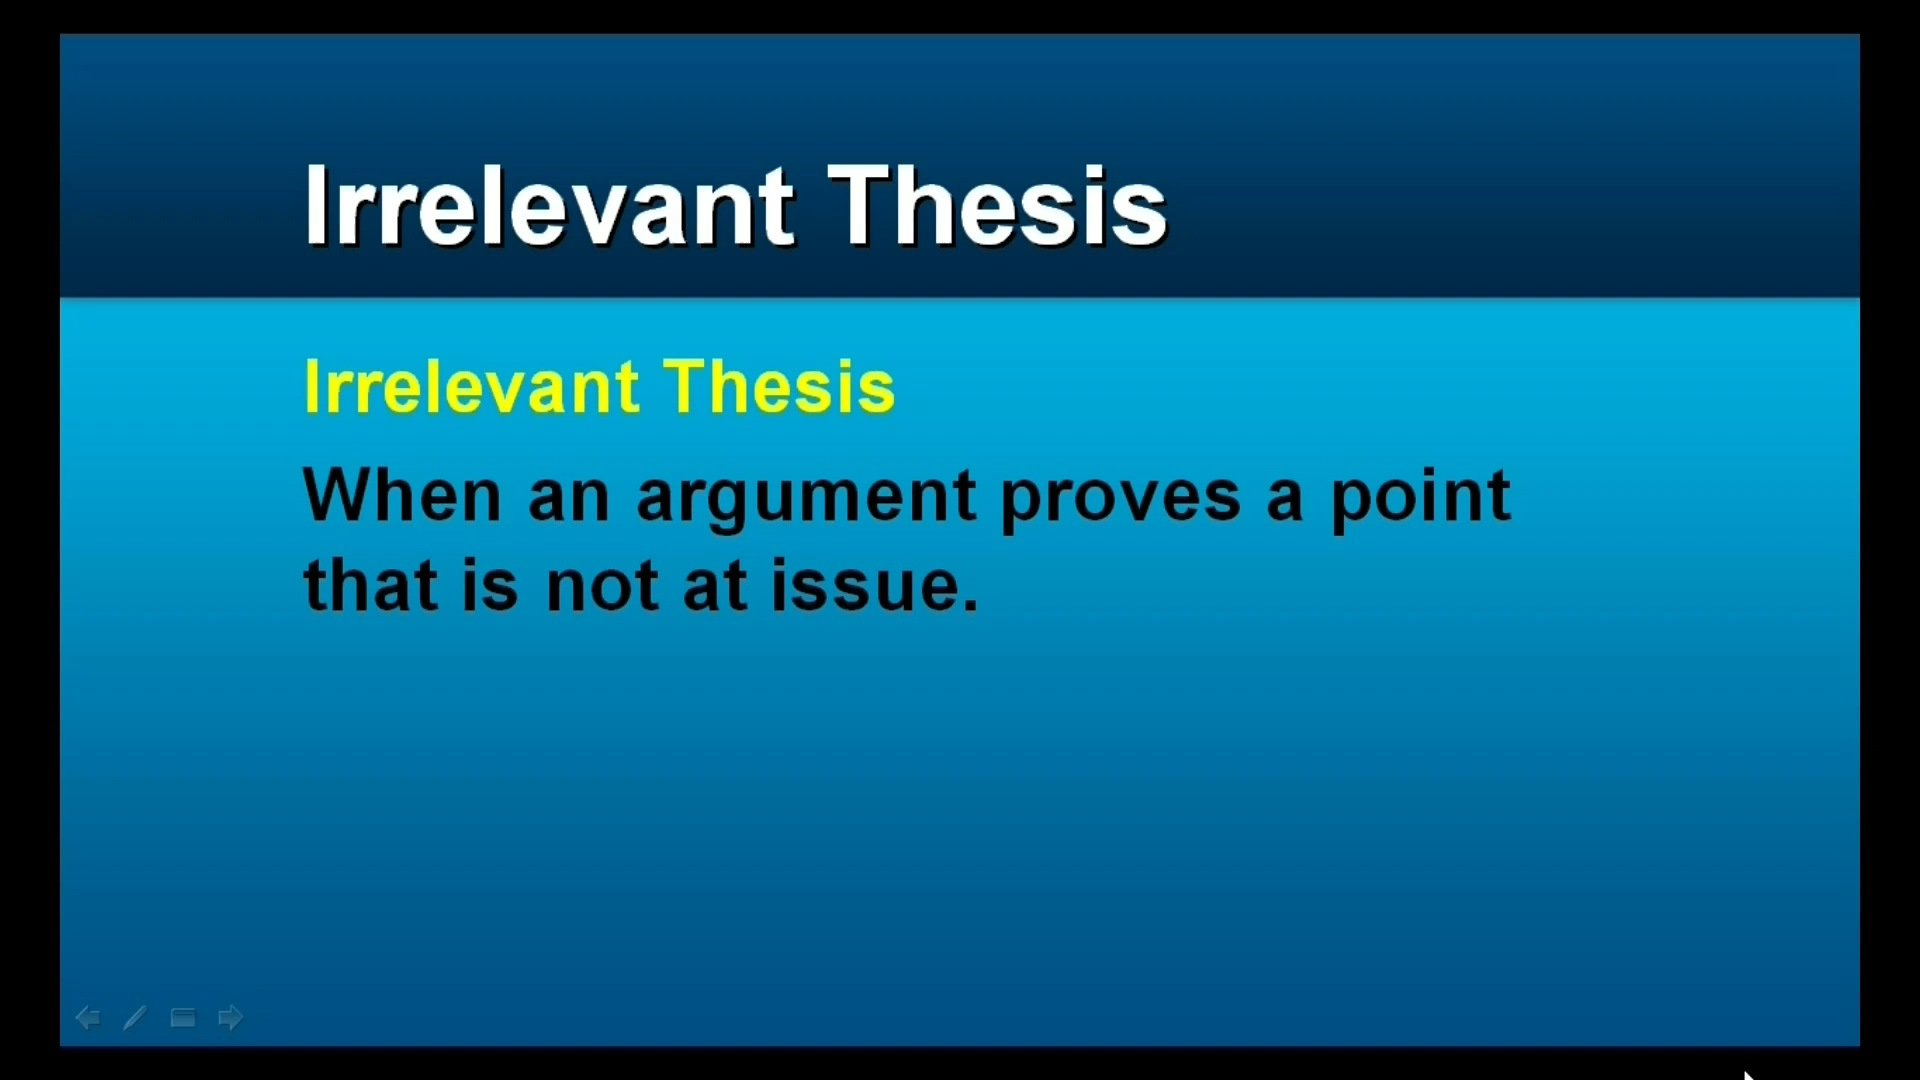 Irrelevant Thesis
Irrelevant Thesis
When an argument proves a point
that is not at issue.